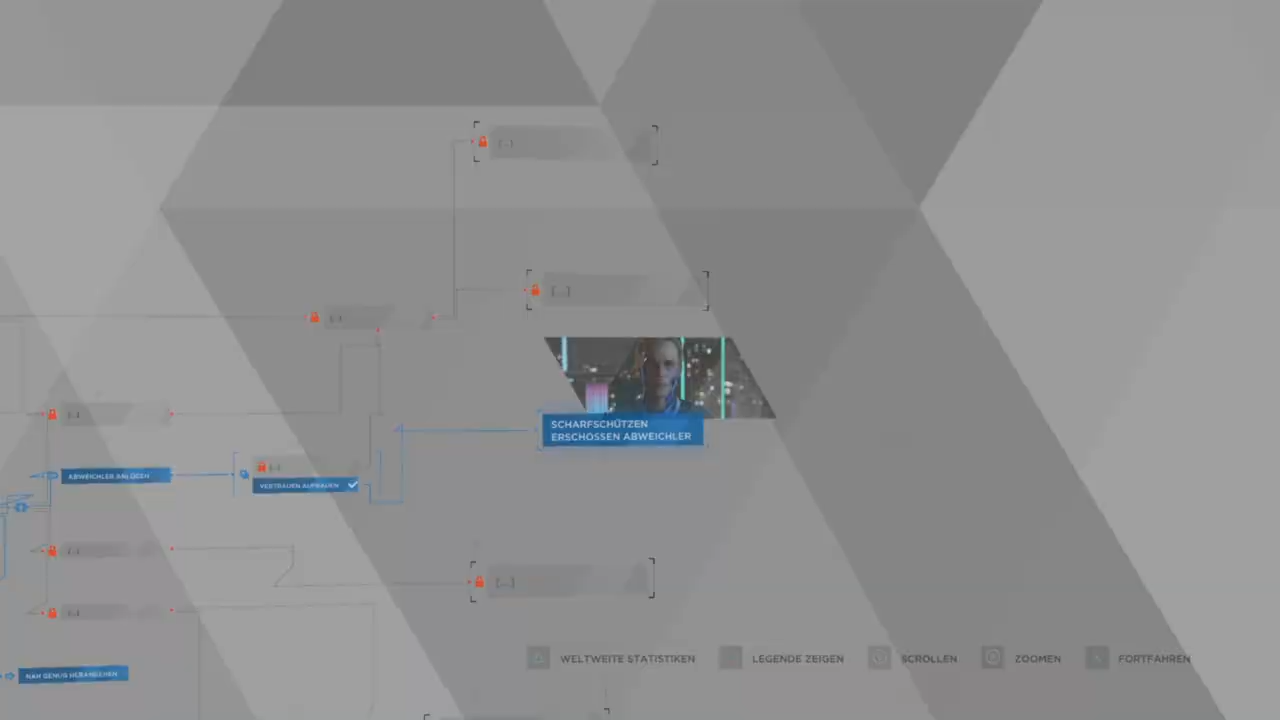 [...]
[...]
[...]
SCHARFSCHÜTZEN
ERSCHOSSEN ABWEICHLER
[...]
[...]
ABWEICHLER ANLÜGEN
VERTRAUEN AUFBAUEN
[...]
[...]
[...]
NAH GENUG HERANGEHEN
WELTWEITE STATISTIKEN
LEGENDE ZEIGEN
SCROLLEN
ZOOMEN
FORTFAHREN